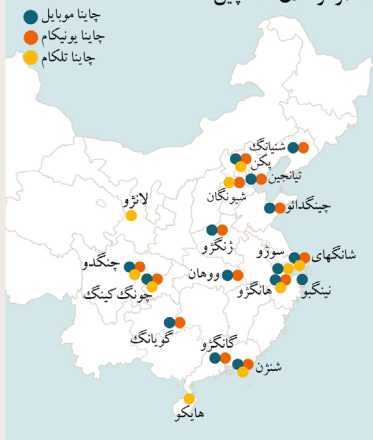 چاینا موبایل
چاینا یونیکام
چاینا تلکام
شنیانگ
پکن
تیانجین
شیونگان
چینگدائو
لانژو
ژنگژو
شانگهای
سوژو
چنگدو
ووهان
نینگبو
هانگژو
چونگ کینگ
گویانگ
گانگژو
شنژن
هایکو